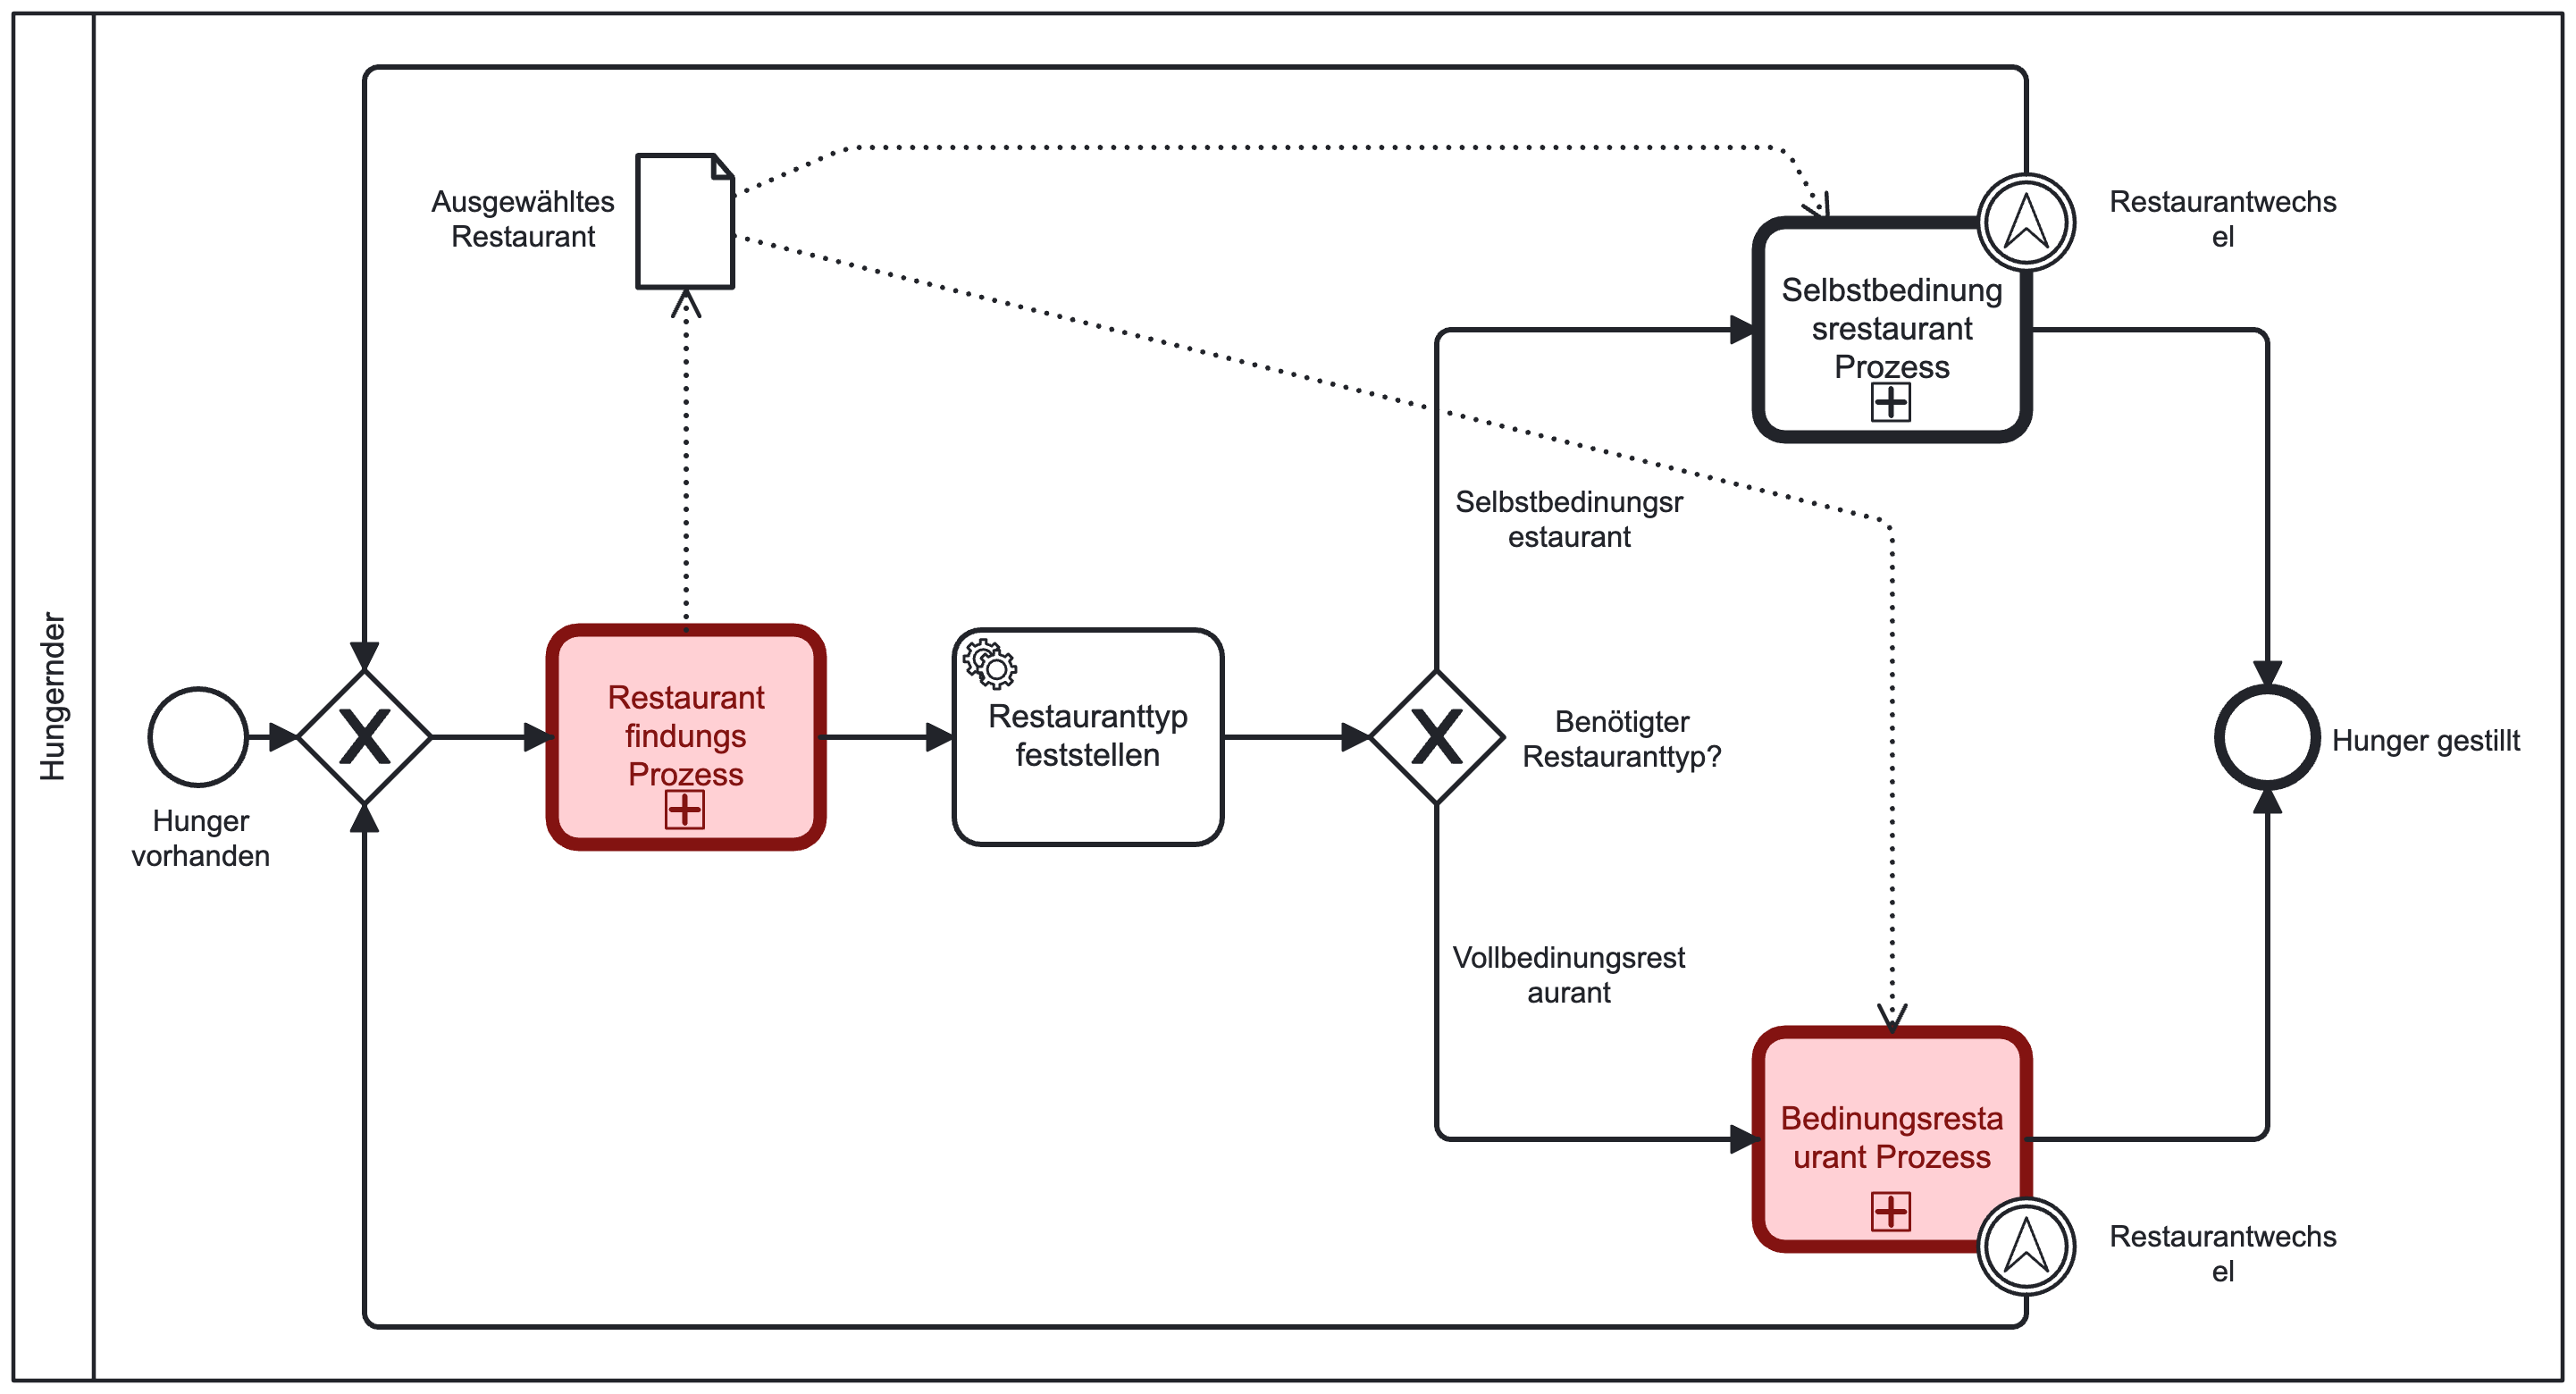 Hungernder
Ausgewähltes
Restaurant
Restaurantwechs
el
Selbstbedinung
srestaurant
Prozess
Selbstbedinungsr
estaurant
Hunger
vorhanden
X
Restaurant
findungs
Prozess
Restauranttyp
feststellen
X
Benötigter
Restauranttyp?
Hunger gestillt
Vollbedinungsrest
aurant
Bedinungsresta
urant Prozess
Restaurantwechs
el